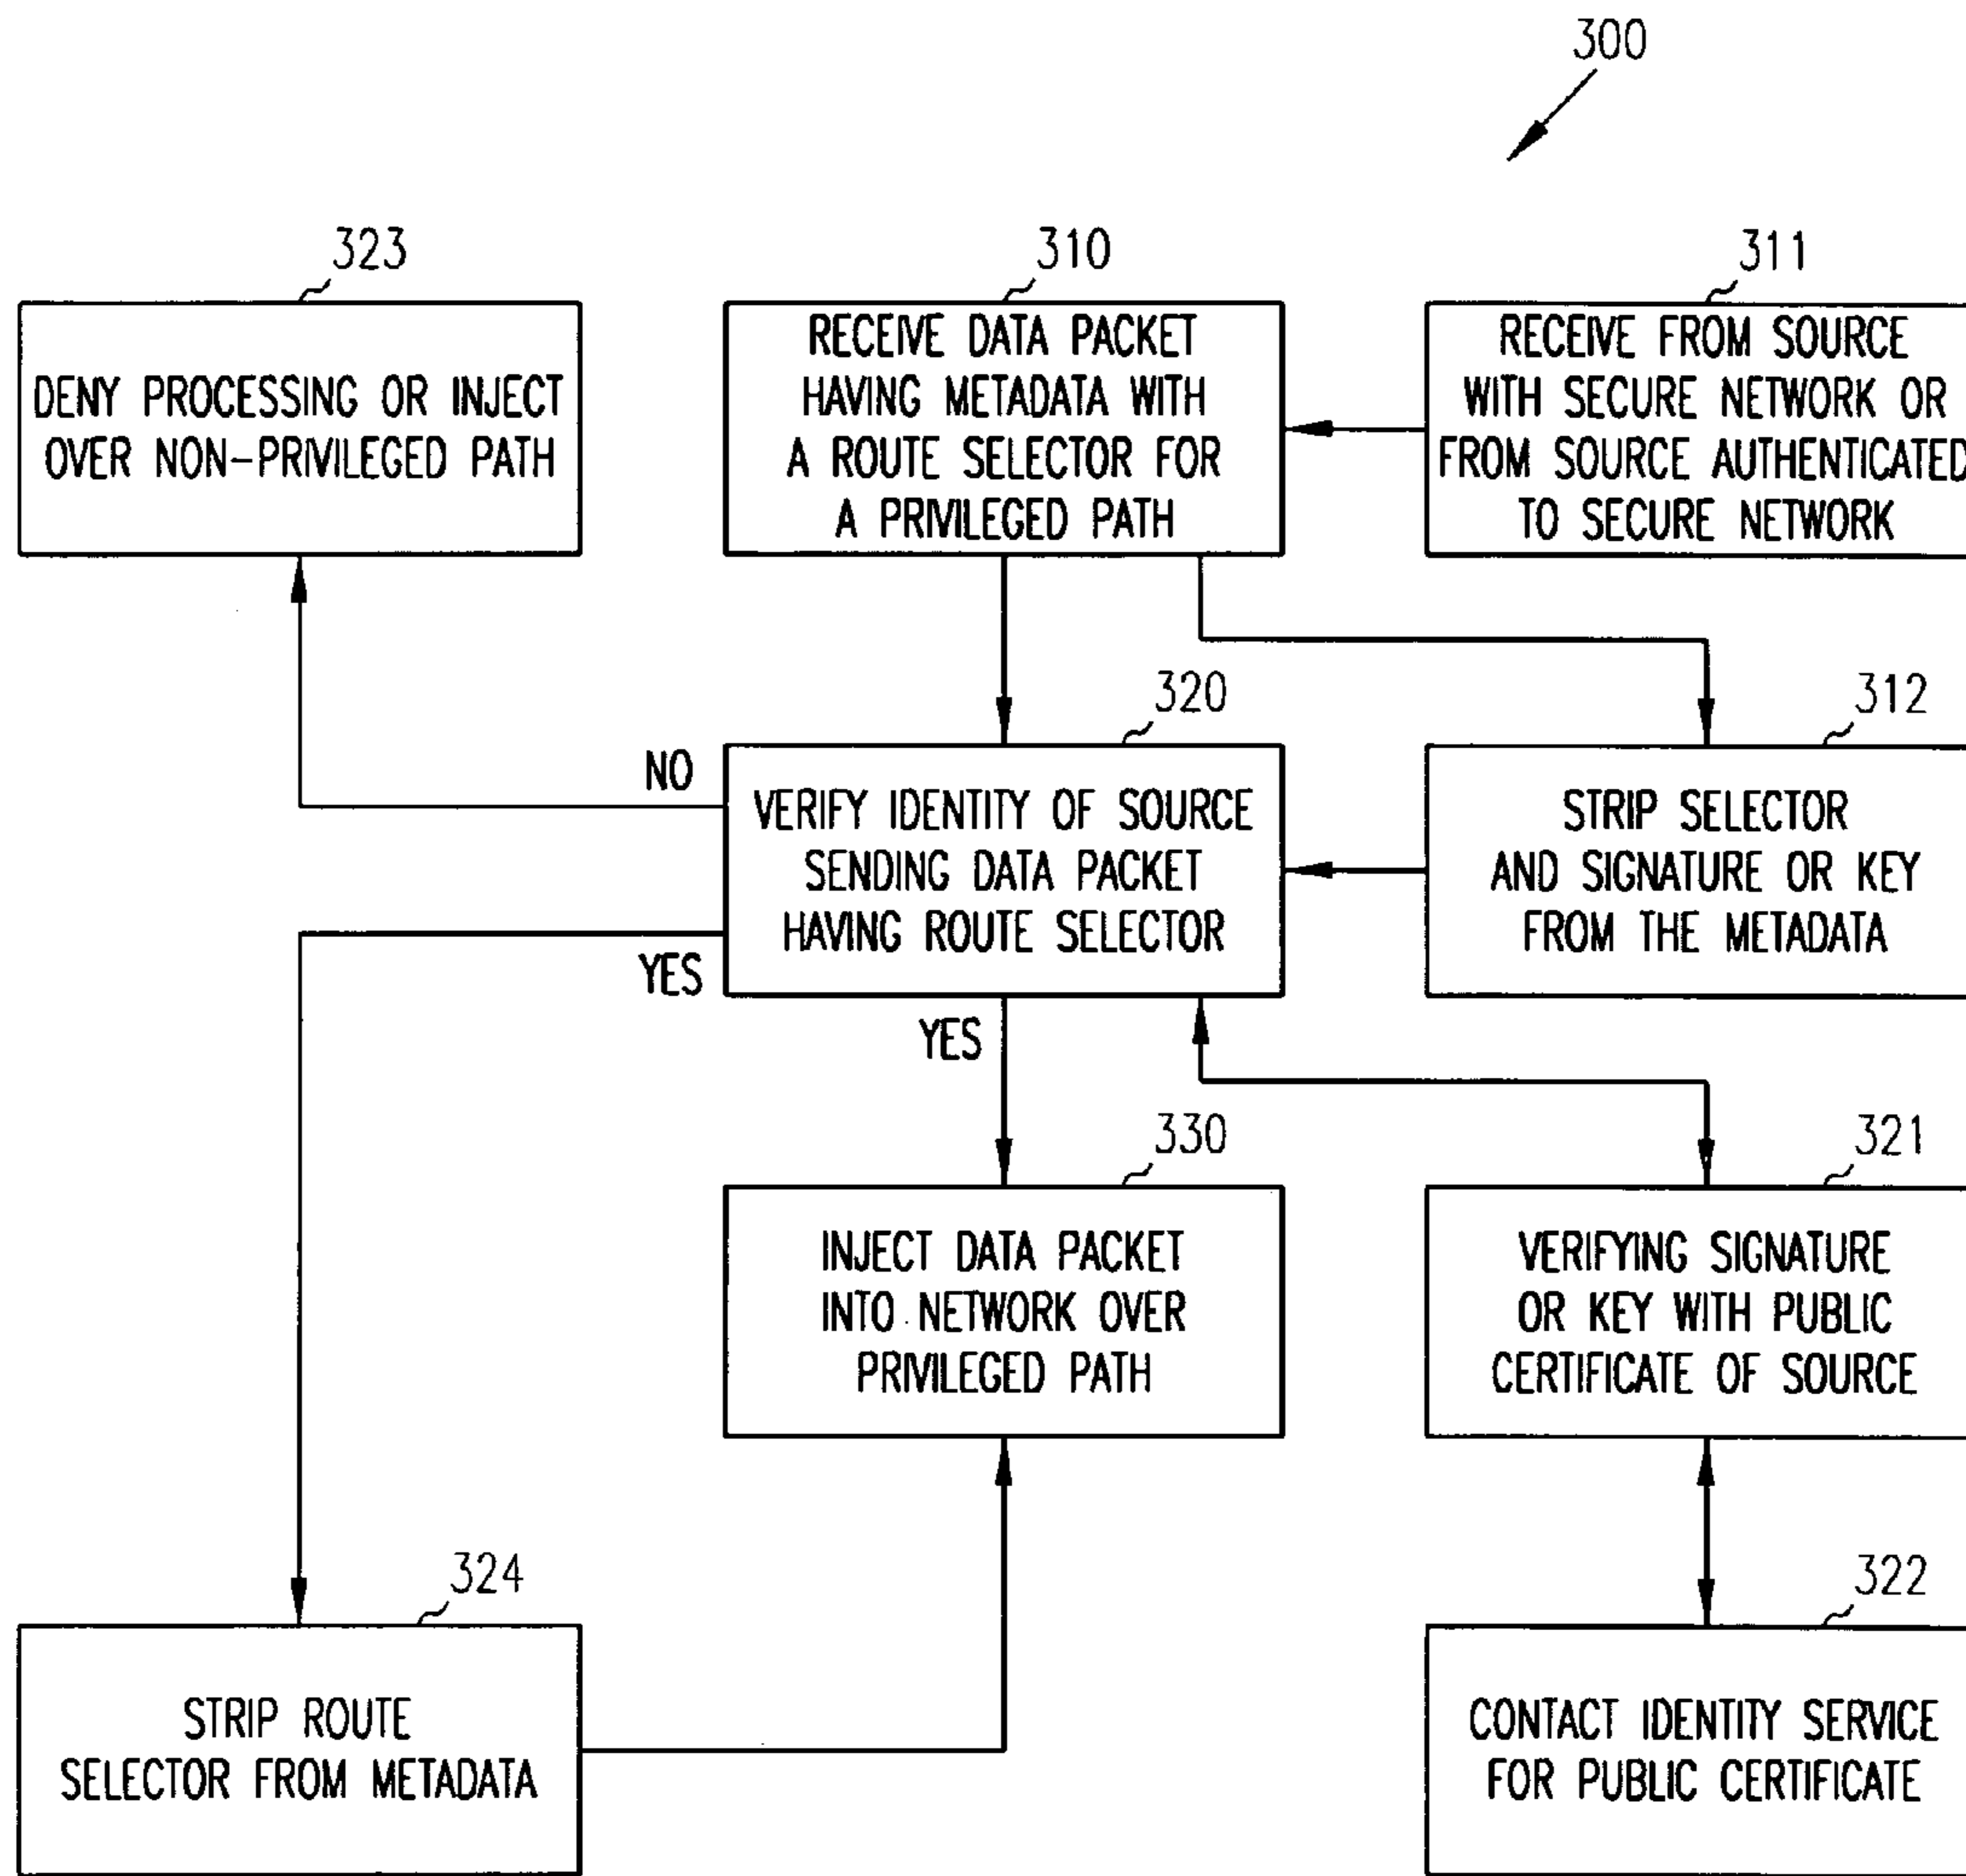 300
323
DENY PROCESSING OR INJECT
OVER NON-PRIVILEGED PATH
310
RECEIVE DATA PACKET
HAVING METADATA WITH
A ROUTE SELECTOR FOR
A PRIVILEGED PATH
311
RECEIVE FROM SOURCE
WITH SECURE NETWORK OR
FROM SOURCE AUTHENTICATED
TO SECURE NETWORK
320
VERIFY IDENTITY OF SOURCE
SENDING DATA PACKET
HAVING ROUTE SELECTOR
NO
YES
YES
312
STRIP SELECTOR
AND SIGNATURE OR KEY
FROM THE METADATA
330
INJECT DATA PACKET
INTO NETWORK OVER
PRIVILEGED PATH
321
VERIFYING SIGNATURE
OR KEY WITH PUBLIC
CERTIFICATE OF SOURCE
324
STRIP ROUTE
SELECTOR FROM METADATA
322
CONTACT IDENTITY SERVICE
FOR PUBLIC CERTIFICATE